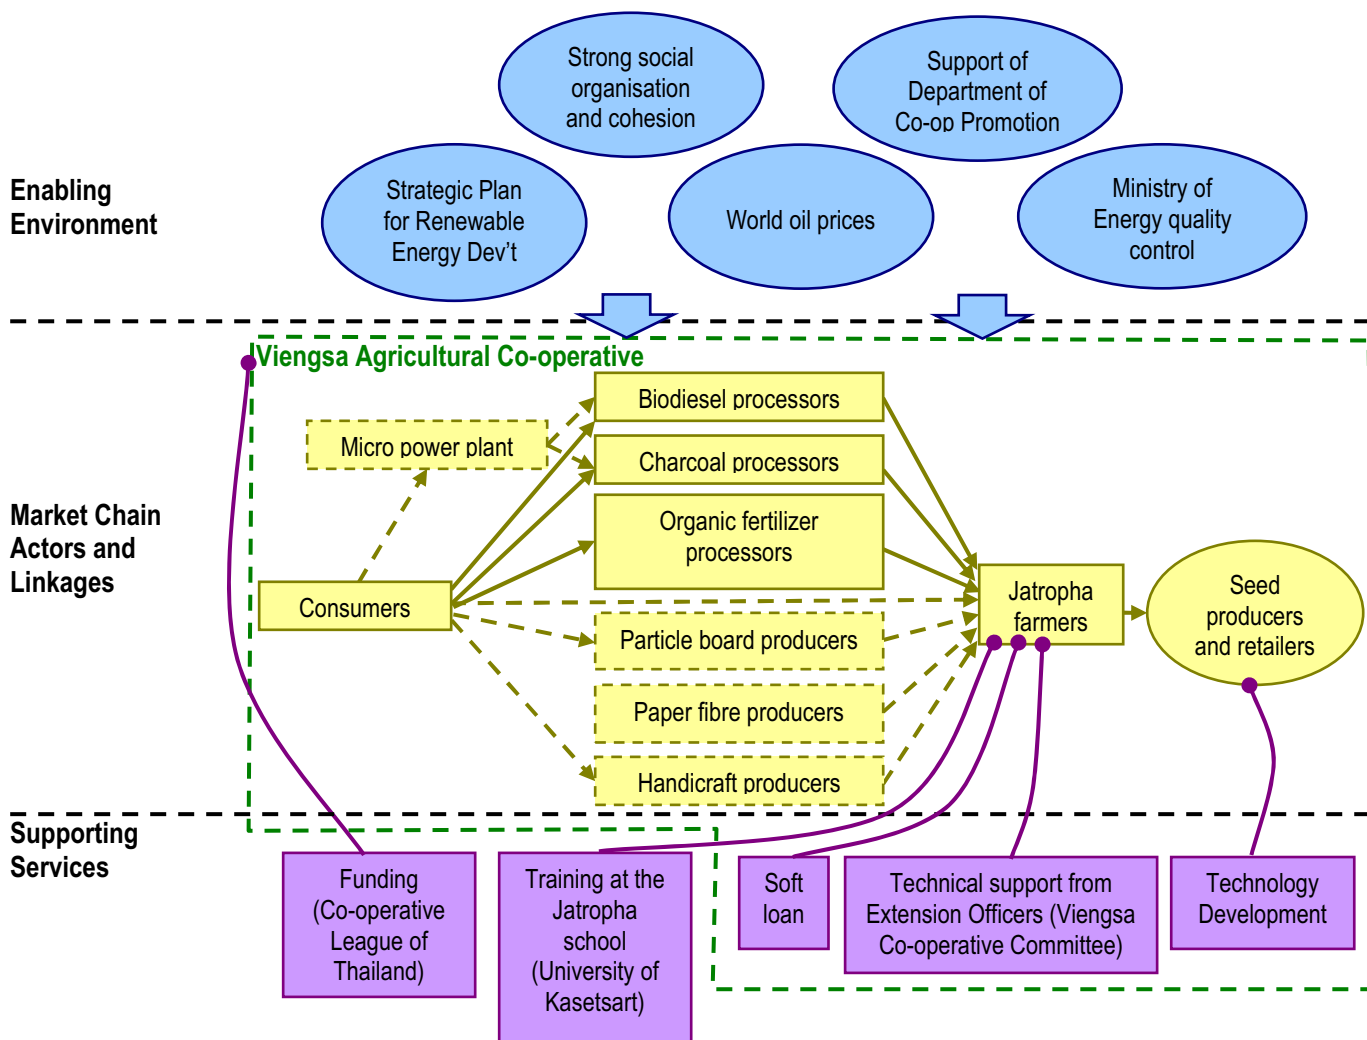 Strong social
organisation
and cohesion
Support of
Department of
Co-op Promotion
Enabling
Environment
Strategic Plan
for Renewable
Energy Dev't
World oil prices
Ministry of
Energy quality
control
Viengsa Agricultural Co-operative
Biodiesel processors
Micro power plant
Charcoal processors
Market Chain
Actors and
Linkages
Organic fertilizer
processors
Consumers
Jatropha
farmers
Seed
producers
and retailers
Particle board producers
Paper fibre producers
Handicraft producers
Supporting
Services
Funding
(Co-operative
League of
Thailand)
Training at the
Jatropha
school
(University of
Kasetsart)
Soft
loan
Technical support from
Extension Officers (Viengsa
Co-operative Committee)
Technology
Development